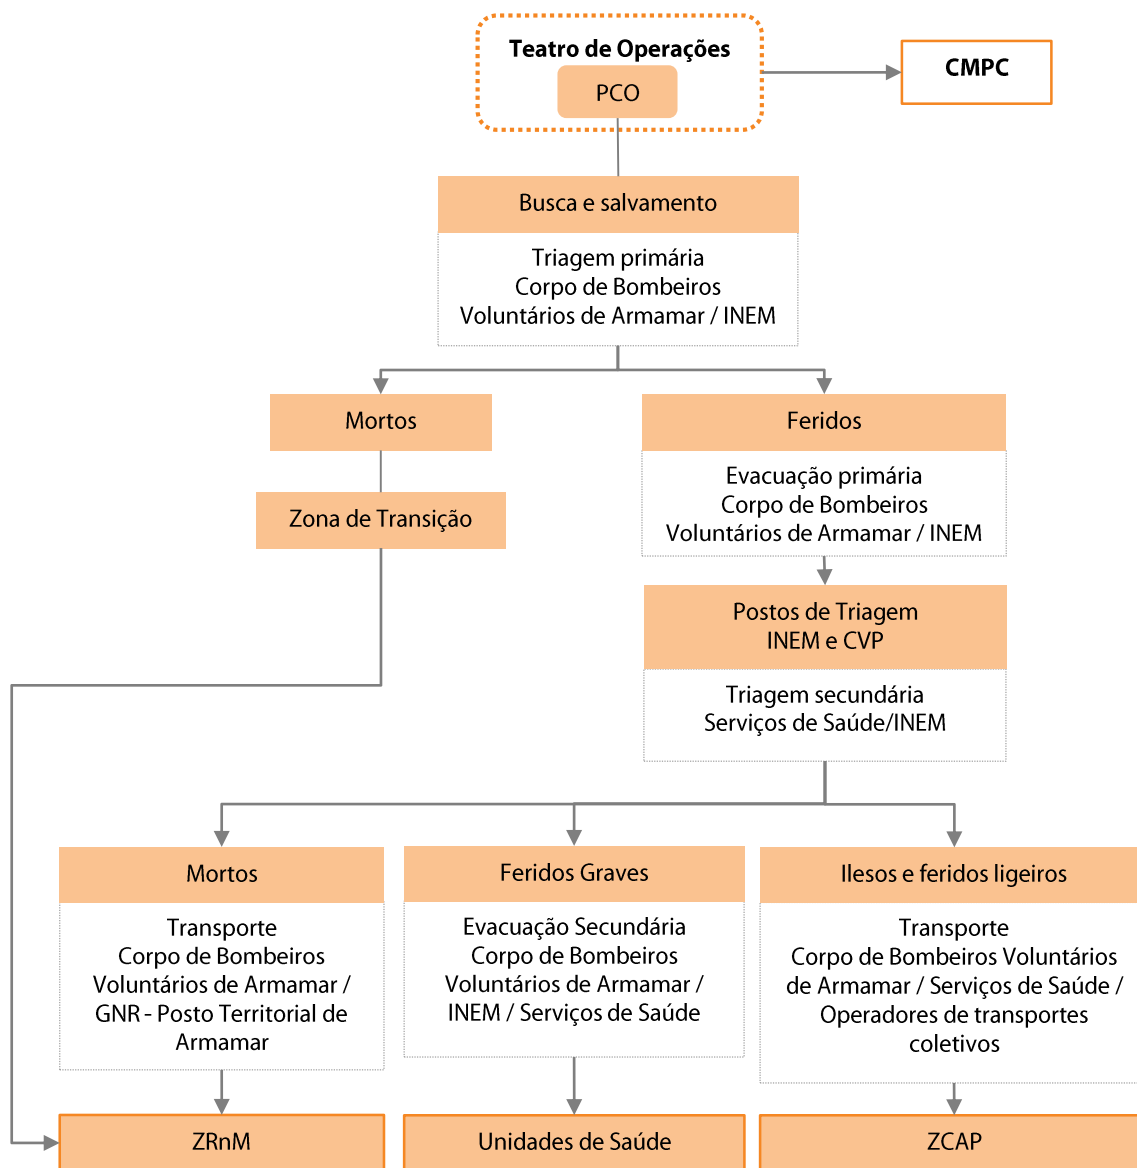 Teatro de Operações
PCO
CMPC
Busca e salvamento
Triagem primária
Corpo de Bombeiros
Voluntários de Armamar / INEM
Mortos
Feridos
Zona de Transição
Evacuação primária
Corpo de Bombeiros
Voluntários de Armamar / INEM
Postos de Triagem
INEM e CVP
Triagem secundária
Serviços de Saúde/INEM
Mortos
Transporte
Corpo de Bombeiros
Voluntários de Armamar /
GNR - Posto Territorial de
Armamar
Feridos Graves
Evacuação Secundária
Corpo de Bombeiros
Voluntários de Armamar /
INEM / Serviços de Saúde
Ilesos e feridos ligeiros
Transporte
Corpo de Bombeiros Voluntários
de Armamar / Serviços de Saúde /
Operadores de transportes
coletivos
ZRnM
Unidades de Saúde
ZCAP